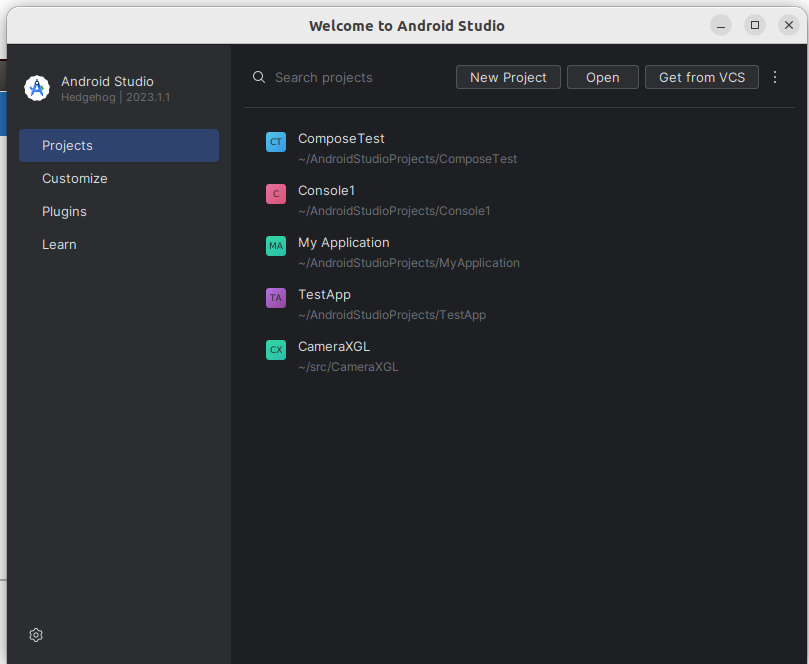 Welcome to Android Studio
Android Studio
Hedgehog | 2023.1.1
Projects
Customize
Plugins
Learn
Search projects
New Project
Open
Get from VCS
CT
ComposeTest
~/AndroidStudioProjects/ComposeTest
C
Console1
~/AndroidStudioProjects/Console1
MA
My Application
~/AndroidStudioProjects/MyApplication
TA
TestApp
~/AndroidStudioProjects/TestApp
CX
CameraXGL
~/src/CameraXGL